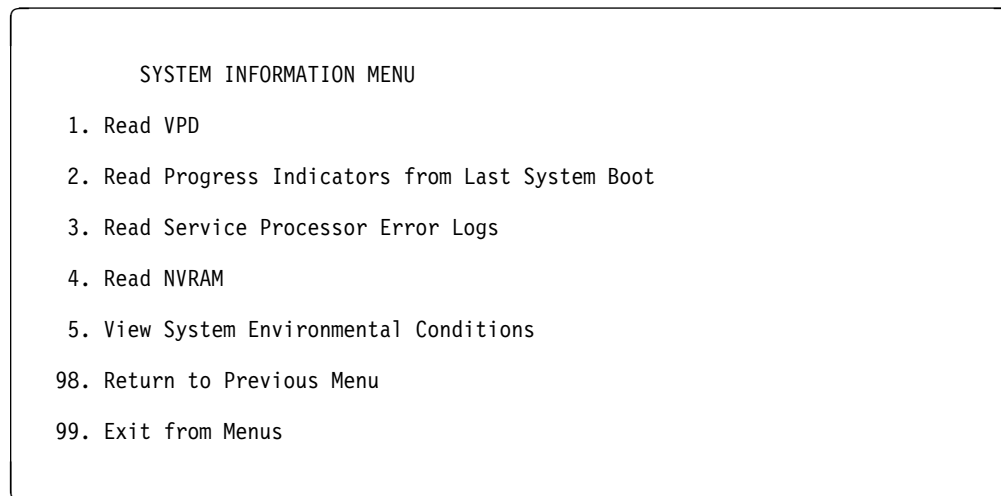 SYSTEM INFORMATION MENU
1. Read VPD
2. Read Progress Indicators from Last System Boot
3. Read Service Processor Error Logs
4. Read NVRAM
5. View System Environmental Conditions
98. Return to Previous Menu
99. Exit from Menus